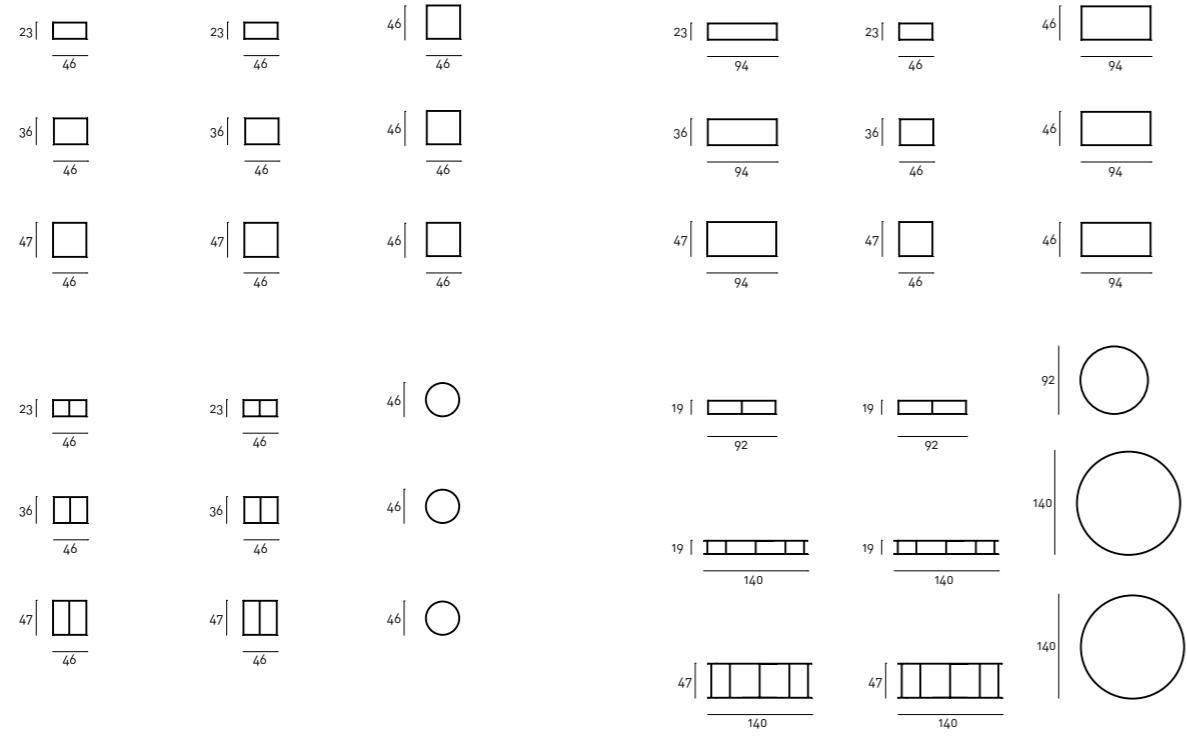 23 23 46 23 23 46
46 46 46 94 46 94
36 36 46 36 36 46
46 46 46 94 46 94
47 47 46 47 47 46
46 46 46 94 46 94
23 23 46 19 19 92
46 46 92 92
36 36 46 140
46 46 19 19
140 140
47 47 46 140
46 46 47 47
140 140